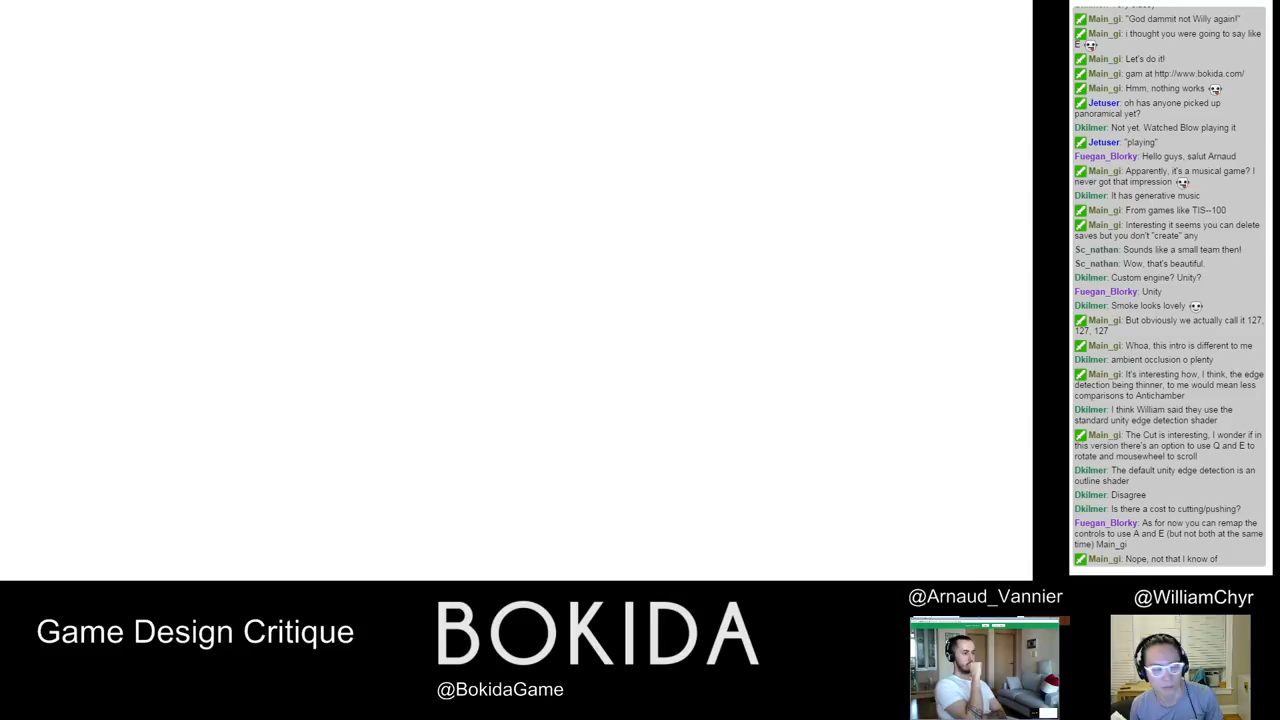 Main_gi: "God dammit not Willy again!"
Main_gi: i thought you were going to say like
E
Main_gi: Let's do it!
Main_gi: gam at http://www.bokida.com/
Main_gi: Hmm, nothing works
Jetuser: oh has anyone picked up
panoramical yet?
Dkilmer: Not yet. Watched Blow playing it
Jetuser: "playing"
Fuegan_Blorky: Hello guys, salut Arnaud
Main_gi: Apparently, it's a musical game? I
never got that impression
Dkilmer: It has generative music
Main_gi: From games like TIS--100
Main_gi: Interesting it seems you can delete
saves but you don't "create" any
Sc_nathan: Sounds like a small team then!
Sc_nathan: Wow, that's beautiful.
Dkilmer: Custom engine? Unity?
Fuegan_Blorky: Unity
Dkilmer: Smoke looks lovely
Main_gi: But obviously we actually call it 127,
127, 127
Main_gi: Whoa, this intro is different to me
Dkilmer: ambient occlusion o plenty
Main_gi: It's interesting how, I think, the edge
detection being thinner, to me would mean less
comparisons to Antichamber
Dkilmer: I think William said they use the
standard unity edge detection shader
Main_gi: The Cut is interesting, I wonder if in
this version there's an option to use Q and E to
rotate and mousewheel to scroll
Dkilmer: The default unity edge detection is an
outline shader
Dkilmer: Disagree
Dkilmer: Is there a cost to cutting/pushing?
Fuegan_Blorky: As for now you can remap the
controls to use A and E (but not both at the same
time) Main_gi
Main_gi: Nope, not that I know of
Game Design Critique
BOKIDA
@BokidaGame
@Arnaud_Vannier
@WilliamChyr